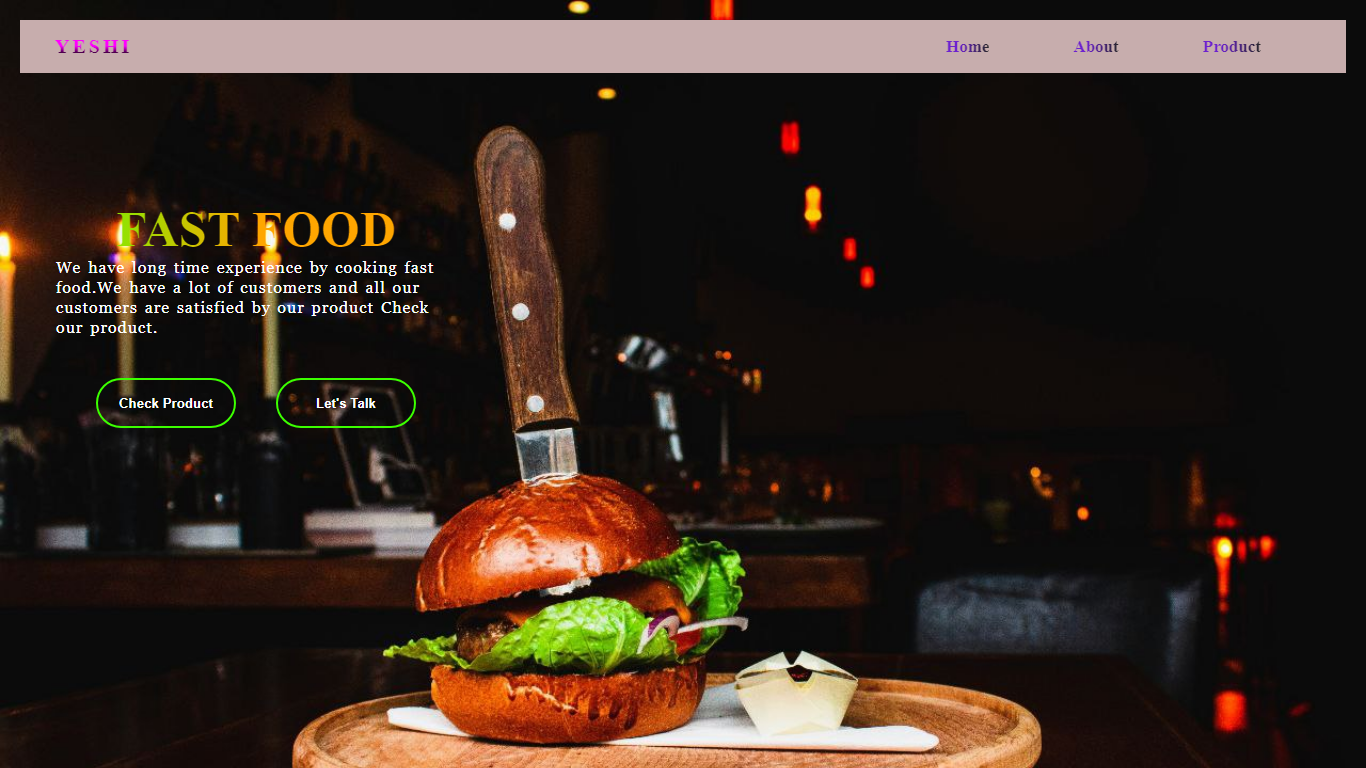 YESHI
Home About Product
FAST FOOD
We have long time experience by cooking fast
food.We have a lot of customers and all our
customers are satisfied by our product Check
our product.
Check Product Let's Talk